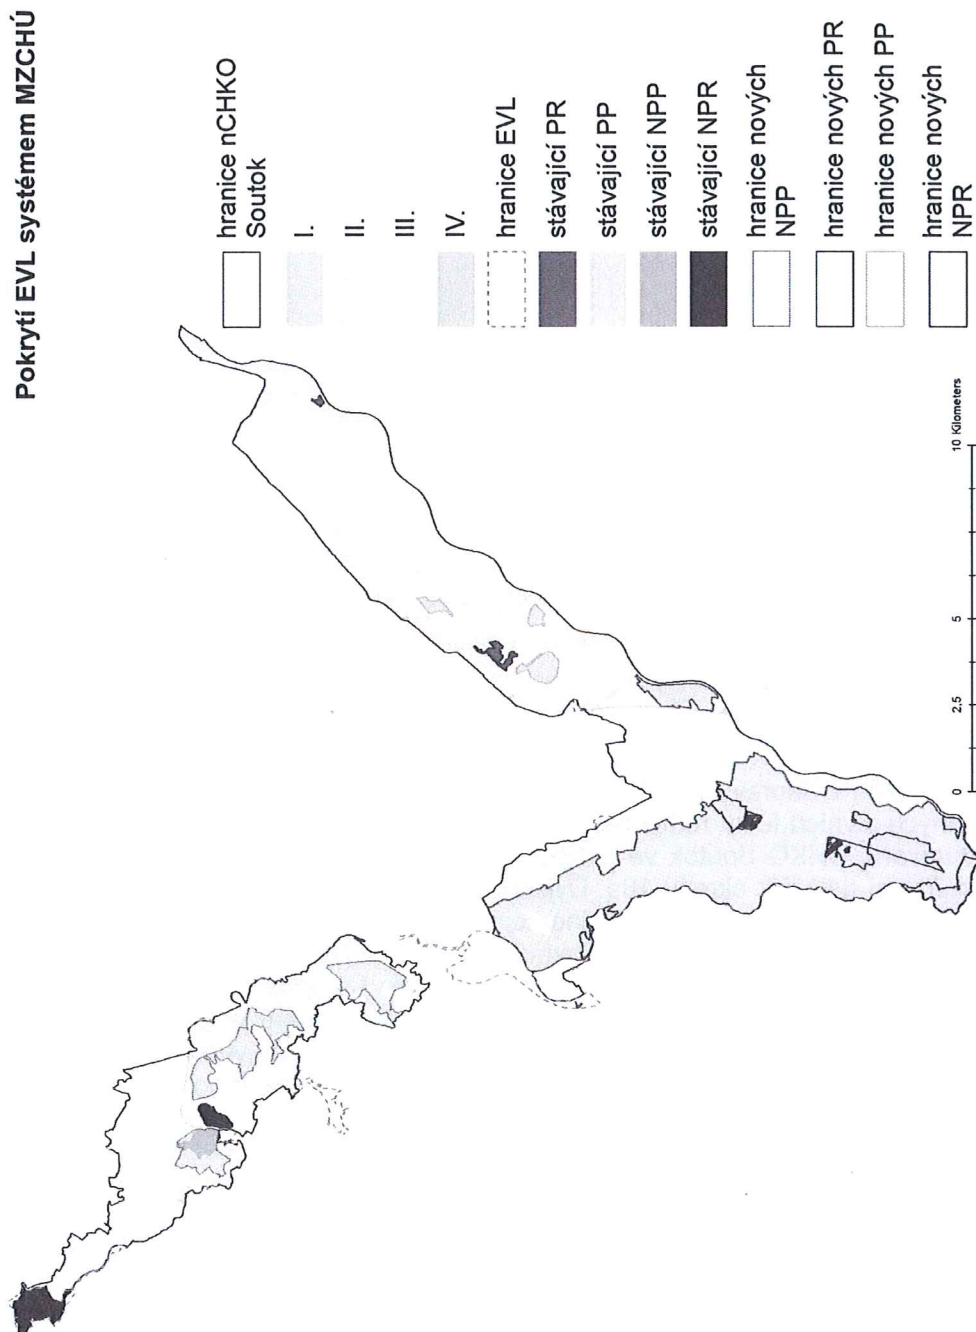 Pokrytí EVL systémem MZCHÚ
hranice nCHKO
Soutok
I.
II.
III.
IV.
hranice EVL
stávající PR
stávající PP
stávající NPP
stávající NPR
hranice nových
NPP
hranice nových PR
hranice nových PP
hranice nových
NPR
0
2.5
5
10 Kilometers